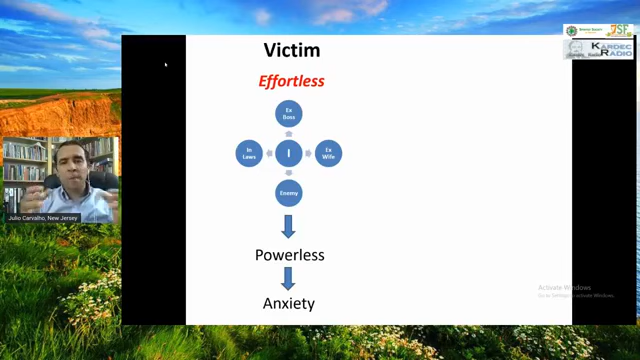 Victim
Effortless
Ex
Boss
In
Laws
I
Ex
Wife
Enemy
Powerless
Anxiety
Julio Carvalho, New Jersey
KARDEC
RADIO
Activate Windows
Go to Settings to activate Windows.